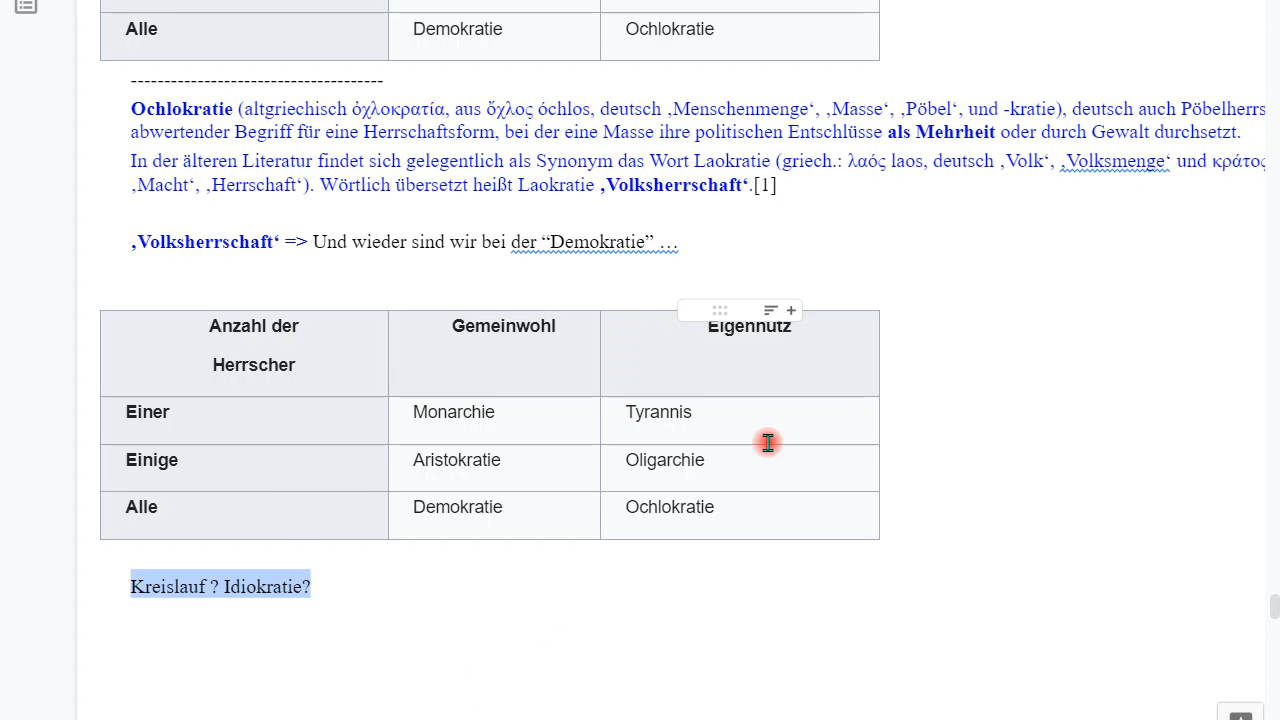 Alle Demokratie Ochlokratie
--------------------------------------
Ochlokratie (altgriechisch ὀχλοκρατία, aus ὄχλος óchlos, deutsch ‚Menschenmenge‘, ‚Masse‘, ‚Pöbel‘, und -kratie), deutsch auch Pöbelherrs
abwertender Begriff für eine Herrschaftsform, bei der eine Masse ihre politischen Entschlüsse als Mehrheit oder durch Gewalt durchsetzt.
In der älteren Literatur findet sich gelegentlich als Synonym das Wort Laokratie (griech.: λαός laos, deutsch ‚Volk‘, ‚Volksmenge‘ und κράτος
‚Macht‘, ‚Herrschaft‘). Wörtlich übersetzt heißt Laokratie ‚Volksherrschaft‘.[1]
‚Volksherrschaft‘ => Und wieder sind wir bei der “Demokratie” …
Anzahl der Gemeinwohl Eigennutz
Herrscher
Einer Monarchie Tyrannis
Einige Aristokratie Oligarchie
Alle Demokratie Ochlokratie
Kreislauf ? Idiokratie?